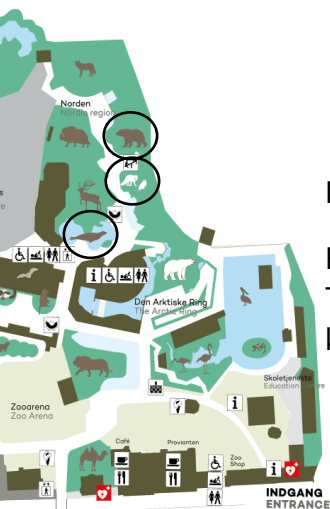 Norden
Nordic region
Den Arktiske Ring
The Arctic Ring
Skoletjeneste
Education
Zooarena
Zoo Arena
Café
Provianten
Zoo
Shop
INDGANG
ENTRANCE